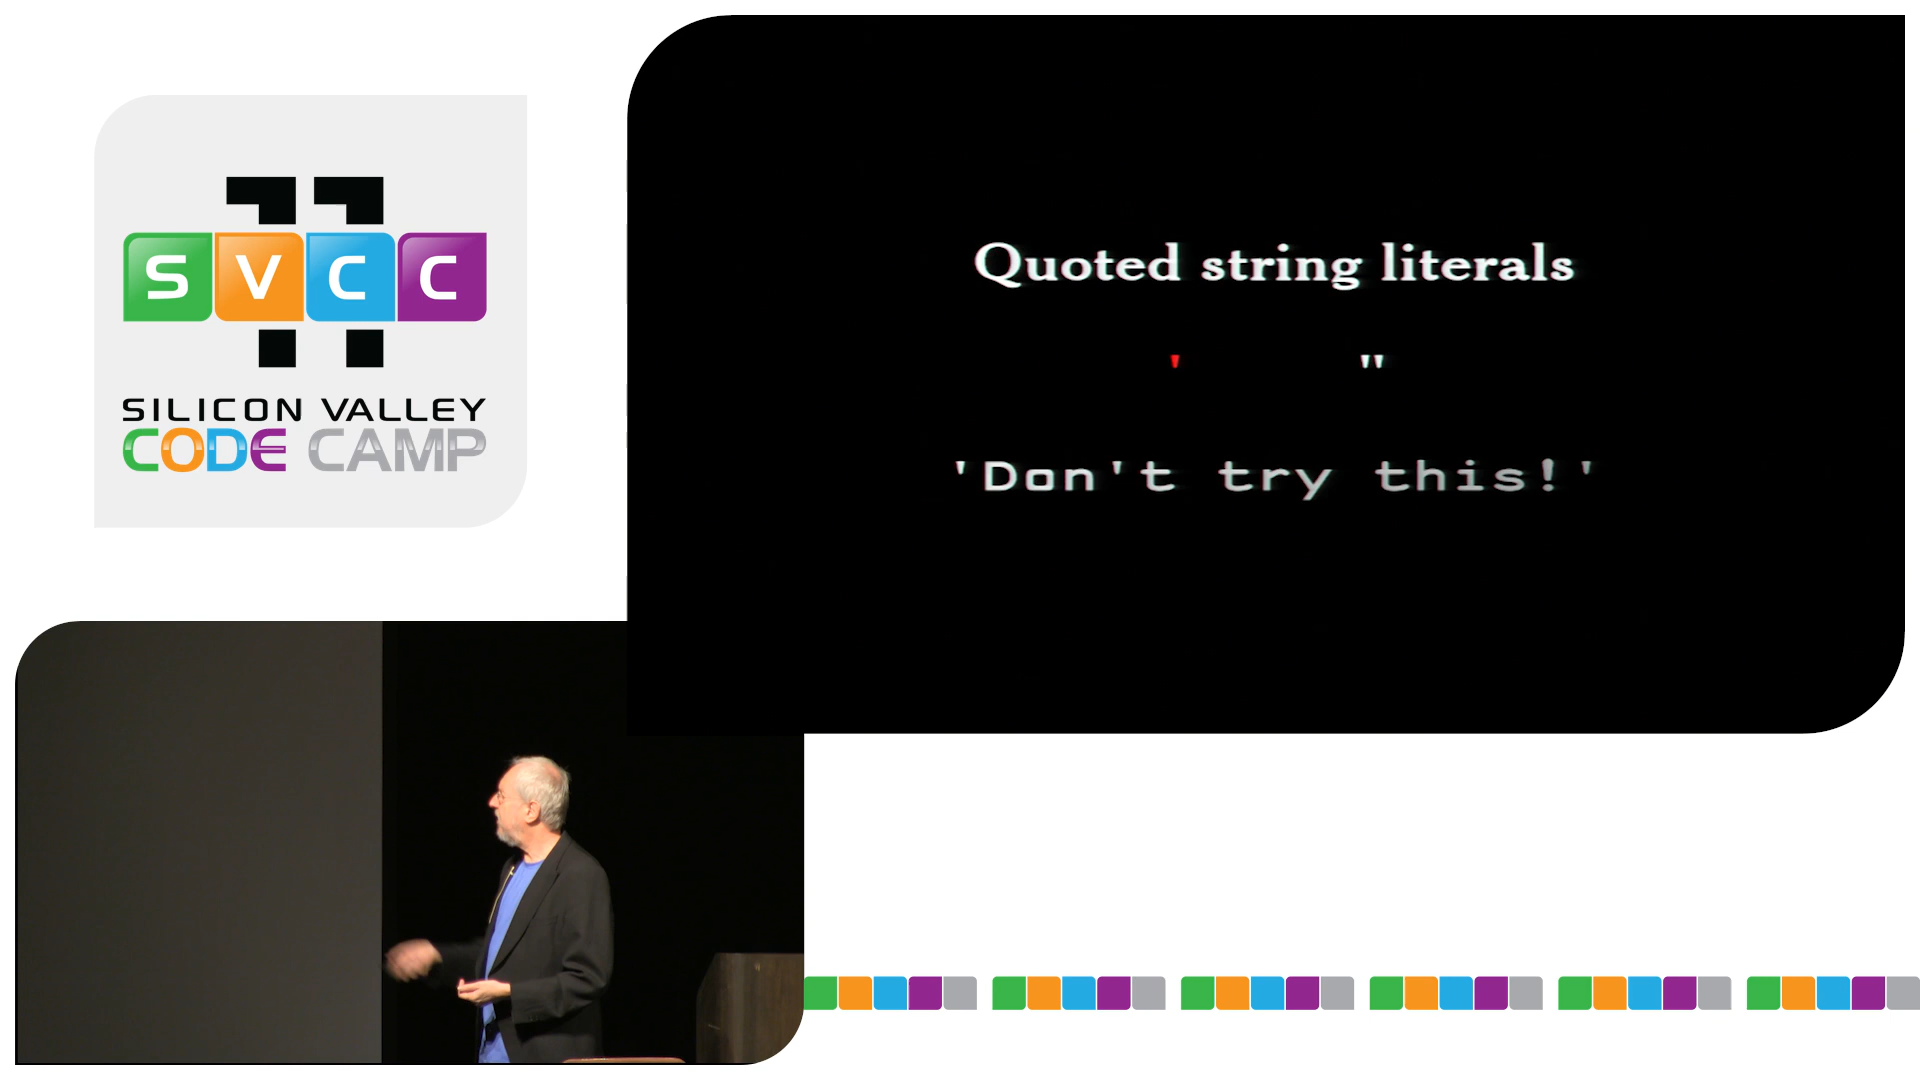 !!
SVCC
SILICON VALLEY
CODE CAMP
Quoted string literals
' "
'Don't try this!'